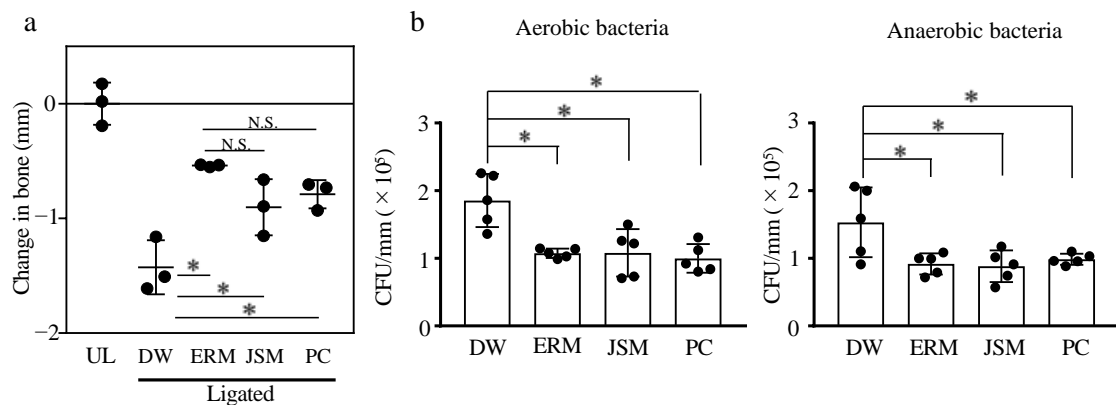 a
Change in bone (mm)
0
−1
−2
N.S.
N.S.
*
*
*
UL DW ERM JSM PC
Ligated
b
Aerobic bacteria
CFU/mm ( × 10⁵)
3
2
1
0
*
*
*
DW ERM JSM PC
Anaerobic bacteria
CFU/mm ( × 10⁵)
3
2
1
0
*
*
*
DW ERM JSM PC